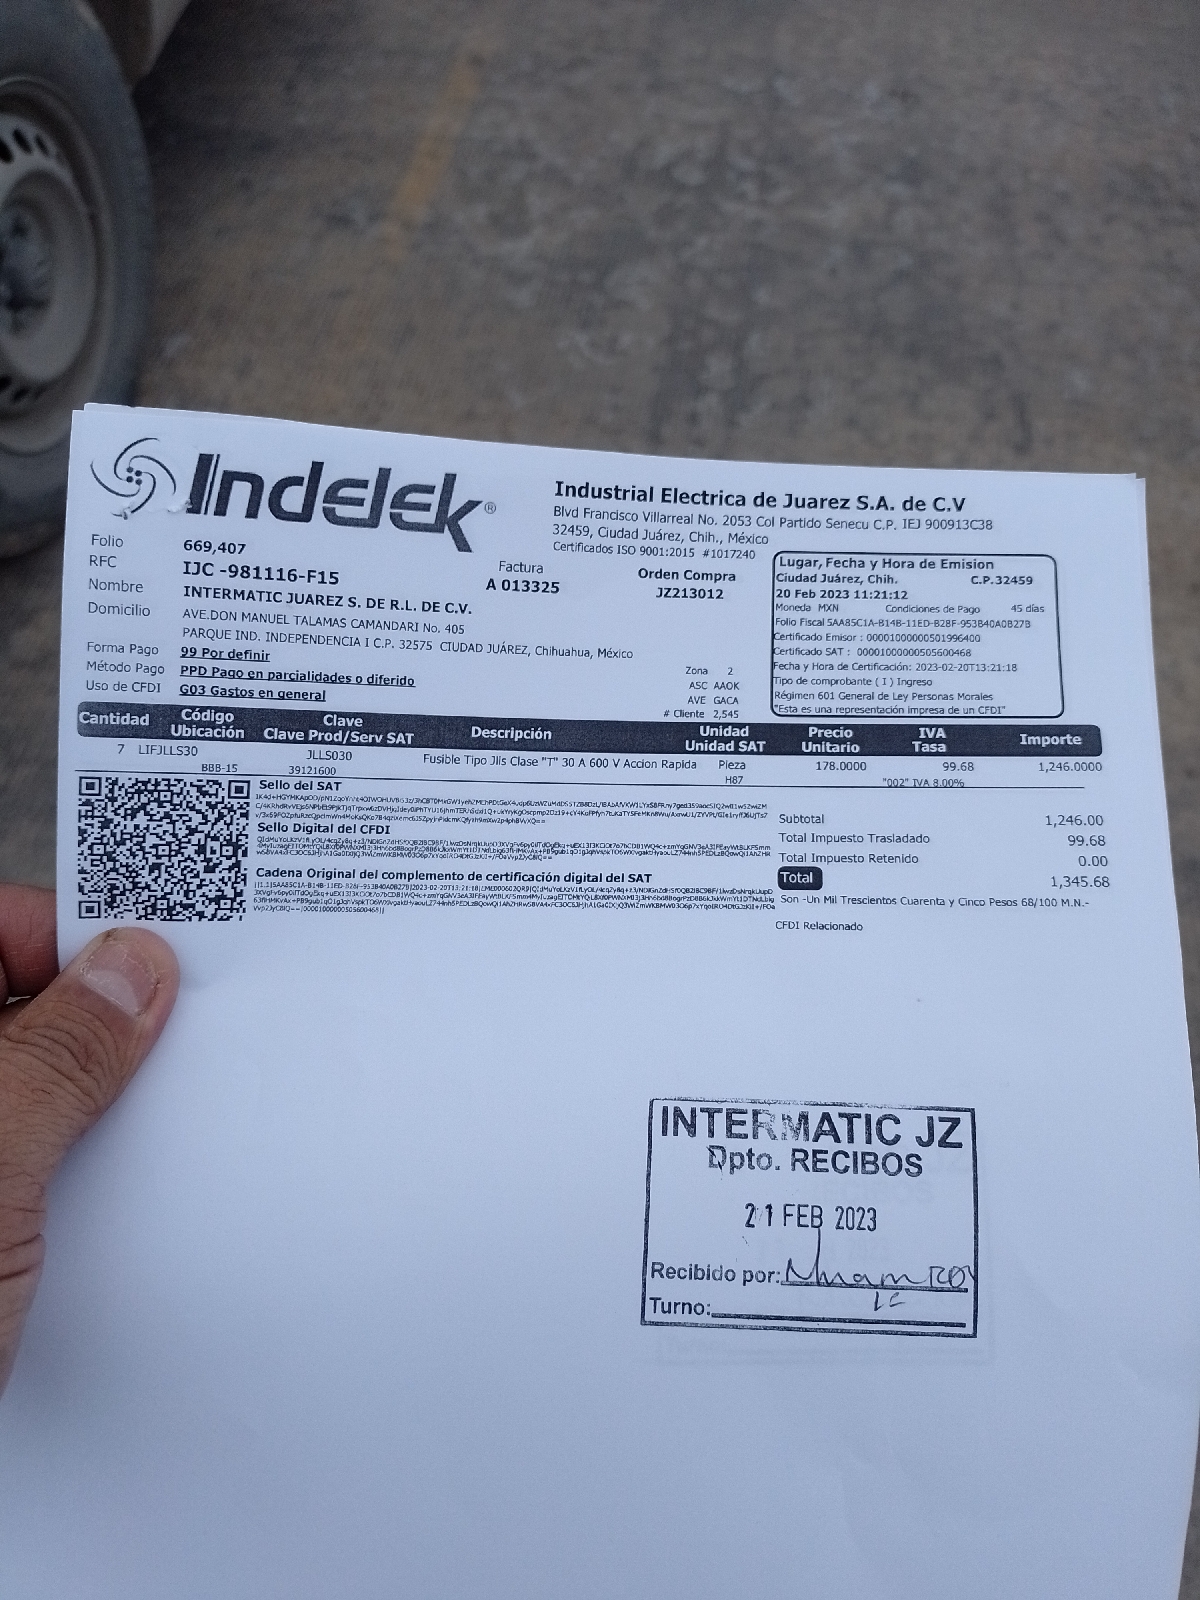 Indelek®
Industrial Electrica de Juarez S.A. de C.V
Blvd Francisco Villarreal No. 2053 Col Partido Senecu C.P. IEJ 900913C38
32459, Ciudad Juárez, Chih., México
Certificados ISO 9001:2015 #1017240
Folio 669,407
RFC IJC -981116-F15
Nombre INTERMATIC JUAREZ S. DE R.L. DE C.V.
Domicilio AVE.DON MANUEL TALAMAS CAMANDARI No. 405
PARQUE IND. INDEPENDENCIA I C.P. 32575 CIUDAD JUÁREZ, Chihuahua, México
Forma Pago 99 Por definir
Método Pago PPD Pago en parcialidades o diferido
Uso de CFDI G03 Gastos en general
Factura
A 013325
Orden Compra
JZ213012
Zona 2
ASC AAOK
AVE GACA
# Cliente 2,545
Lugar, Fecha y Hora de Emision
Ciudad Juárez, Chih. C.P.32459
20 Feb 2023 11:21:12
Moneda MXN Condiciones de Pago 45 días
Folio Fiscal 5AA85C1A-B14B-11ED-B28F-953B40A0B27B
Certificado Emisor : 00001000000501996400
Certificado SAT : 00001000000505600468
Fecha y Hora de Certificación: 2023-02-20T13:21:18
Tipo de comprobante ( I ) Ingreso
Régimen 601 General de Ley Personas Morales
"Esta es una representación impresa de un CFDI"
Cantidad Código Clave Descripción Unidad Precio IVA Importe
Ubicación Clave Prod/Serv SAT Unidad SAT Unitario Tasa
7 LIFJLLS30 JLLS030 Fusible Tipo Jlls Clase "T" 30 A 600 V Accion Rapida Pieza 178.0000 99.68 1,246.0000
BBB-15 39121600 H87 "002" IVA 8.00%
Sello del SAT
Sello Digital del CFDI
Cadena Original del complemento de certificación digital del SAT
Subtotal 1,246.00
Total Impuesto Trasladado 99.68
Total Impuesto Retenido 0.00
Total 1,345.68
Son -Un Mil Trescientos Cuarenta y Cinco Pesos 68/100 M.N.-
CFDI Relacionado
INTERMATIC JZ
Dpto. RECIBOS
21 FEB 2023
Recibido por:
Turno: